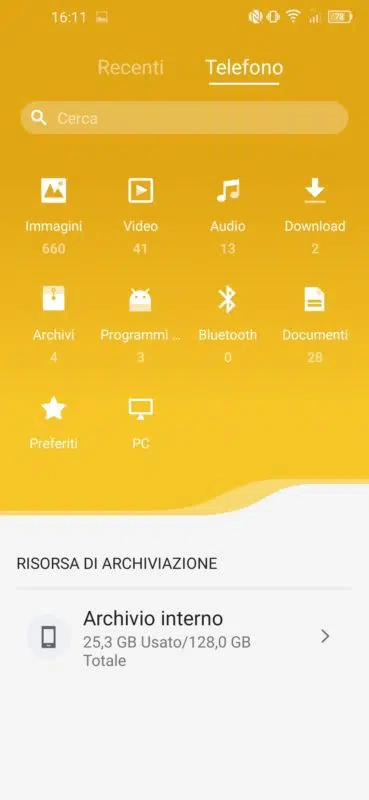 16:11 78
Recenti Telefono
Cerca
Immagini Video Audio Download
660 41 13 2
Archivi Programmi ... Bluetooth Documenti
4 3 0 28
Preferiti PC
RISORSA DI ARCHIVIAZIONE
Archivio interno
25,3 GB Usato/128,0 GB
Totale